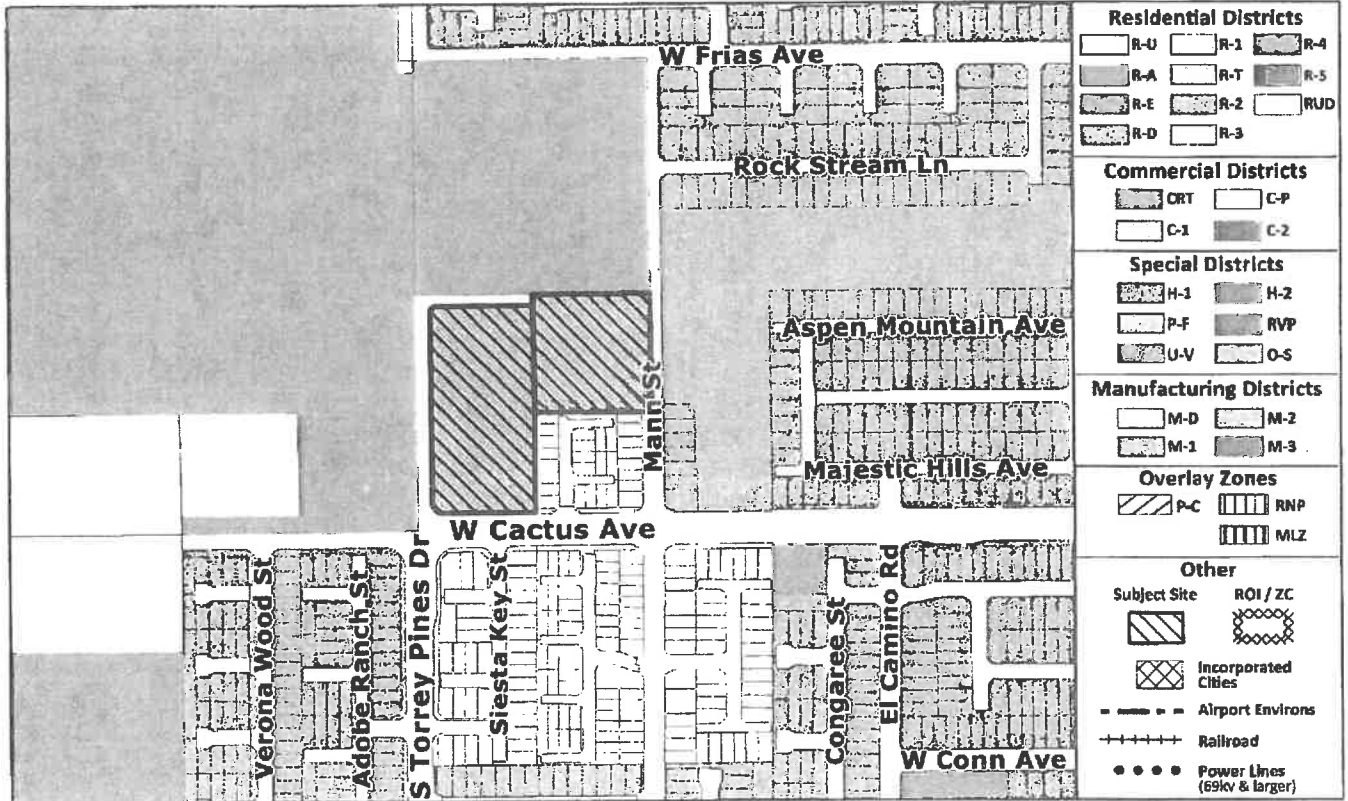 W Frias Ave
Rock Stream Ln
Aspen Mountain Ave
Mann St
Majestic Hills Ave
W Cactus Ave
Verona Wood St
Adobe Ranch St
S Torrey Pines Dr
Siesta Key St
Congaree St
El Camino Rd
W Conn Ave
Residential Districts
R-U R-1 R-4
R-A R-T R-5
R-E R-2 RUD
R-D R-3
Commercial Districts
CRT C-P
C-1 C-2
Special Districts
H-1 H-2
P-F RVP
U-V O-S
Manufacturing Districts
M-D M-2
M-1 M-3
Overlay Zones
P-C RNP
MLZ
Other
Subject Site ROI / ZC
Incorporated
Cities
Airport Environs
Railroad
Power Lines
(69kv & larger)